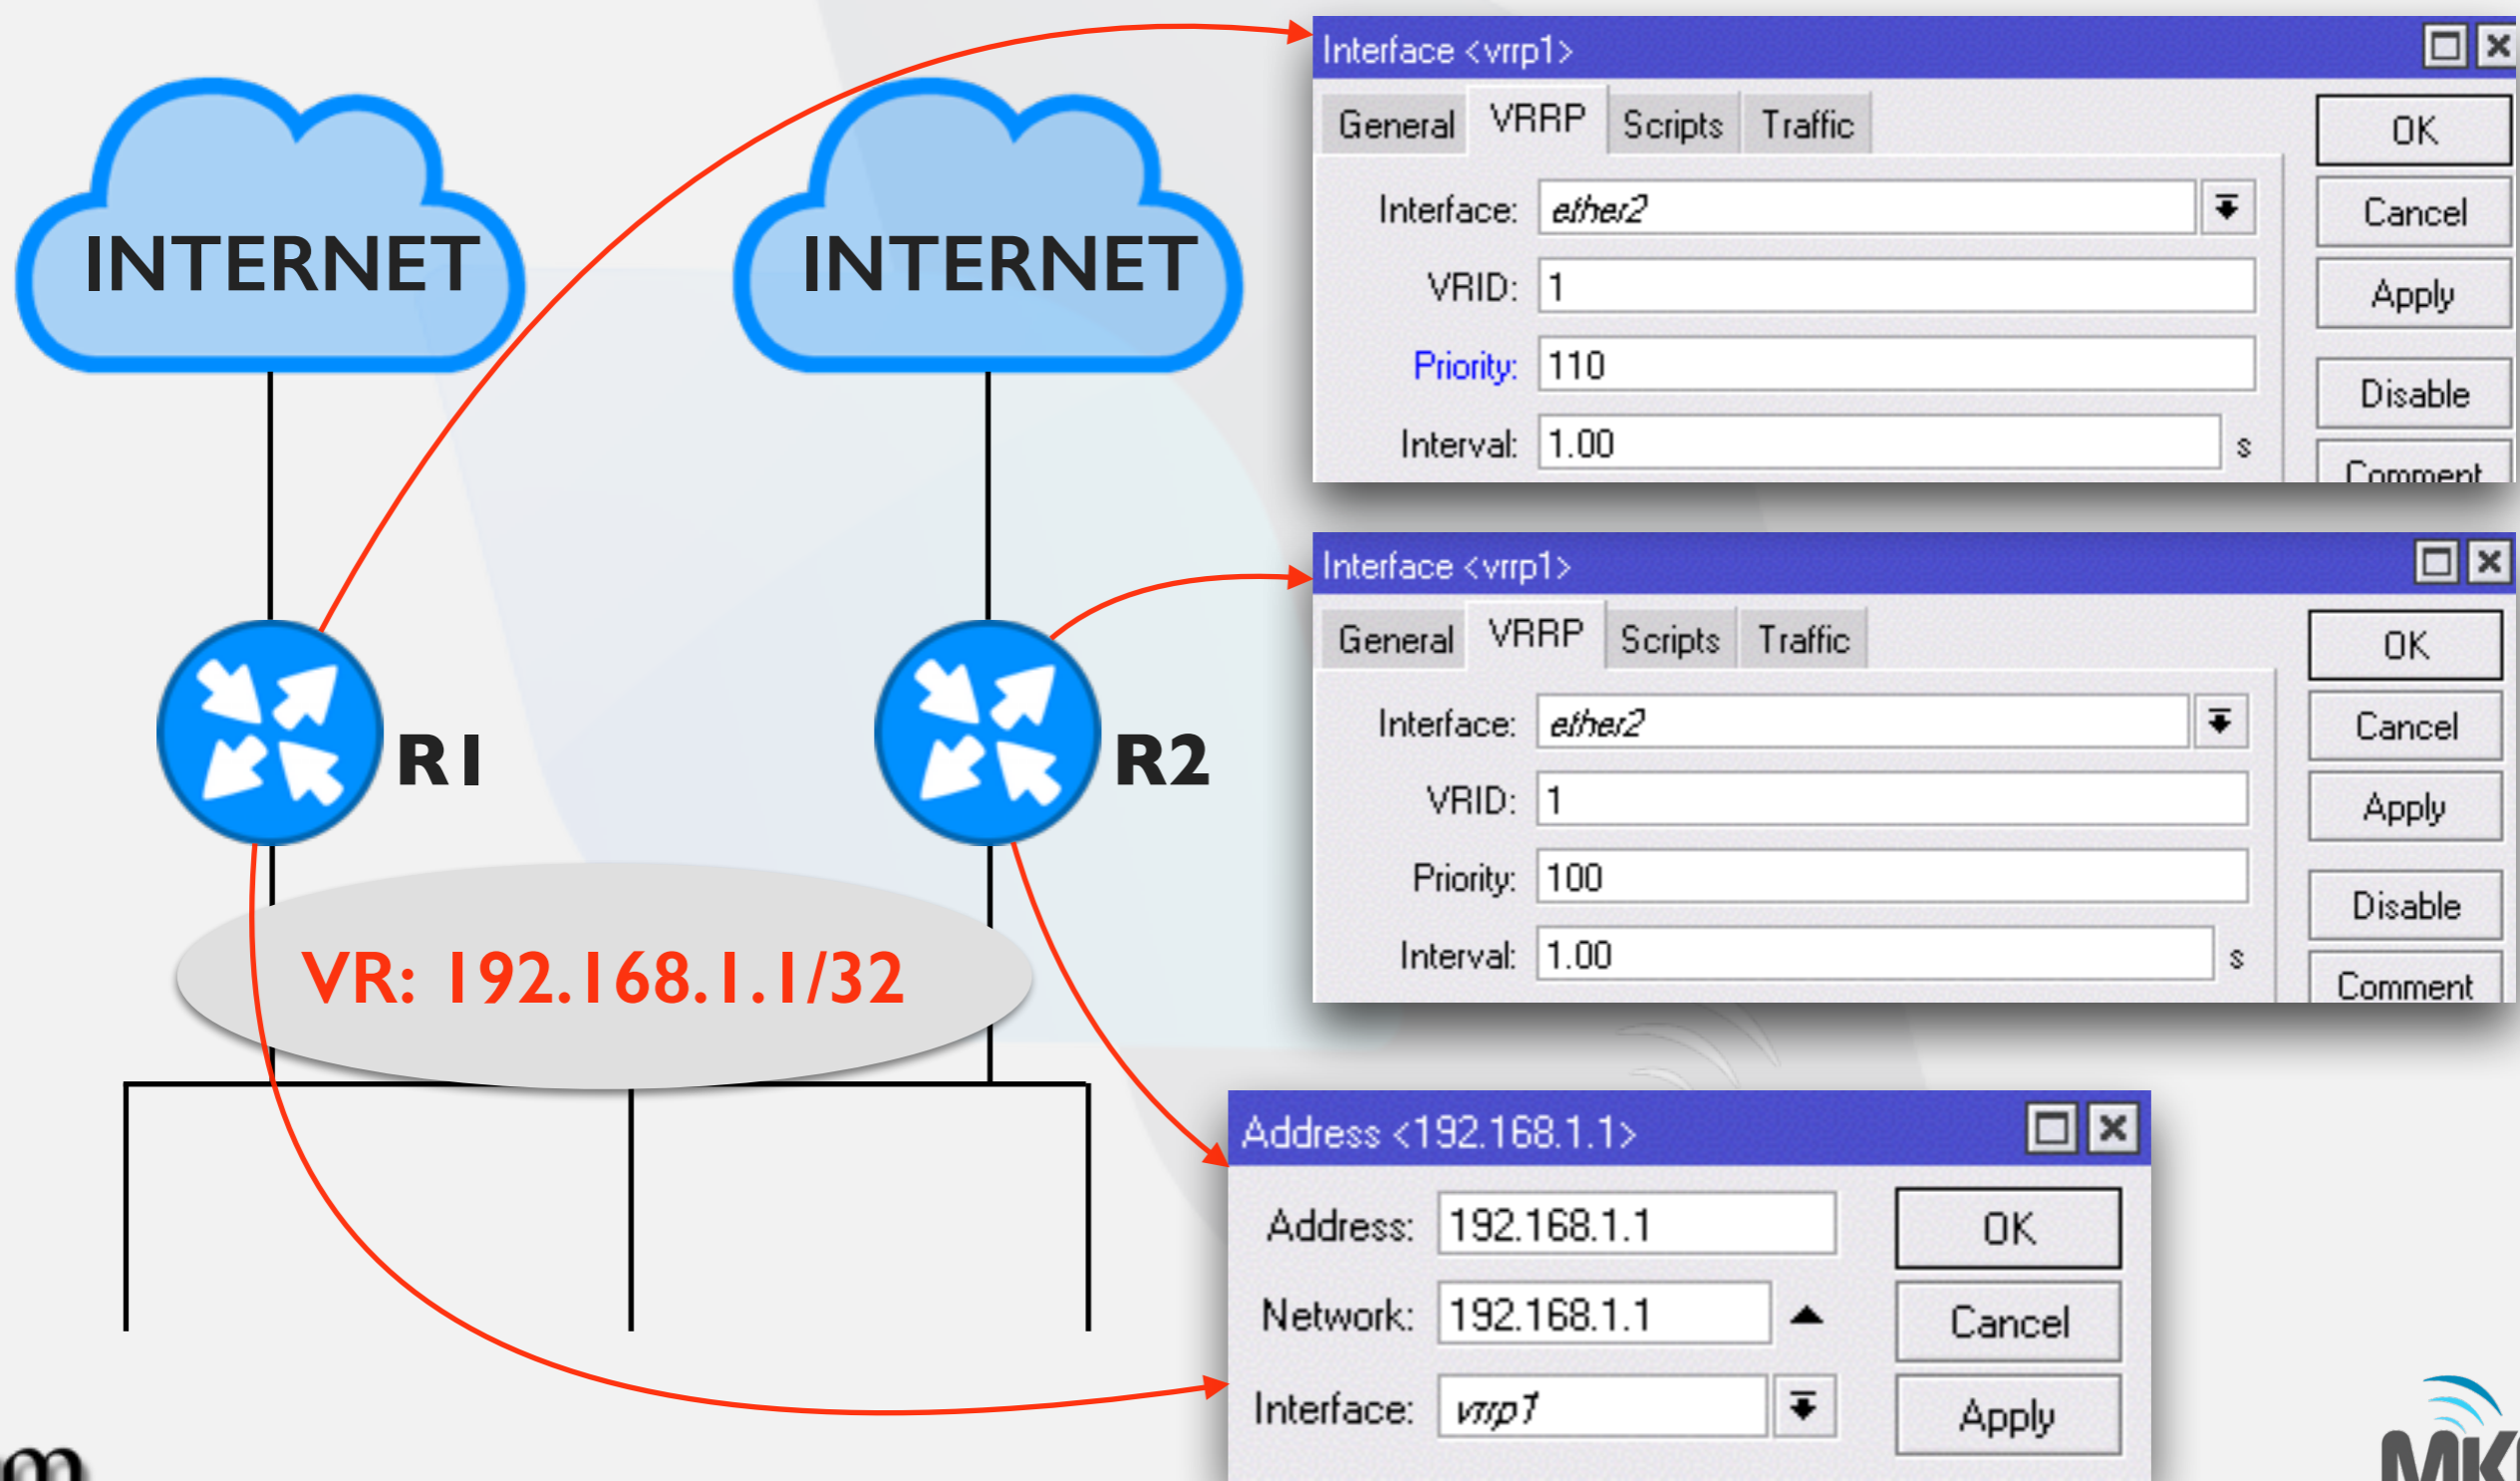 INTERNET
INTERNET
R1
R2
VR: 192.168.1.1/32
Interface <vrrp1>
General VRRP Scripts Traffic
Interface: ether2
VRID: 1
Priority: 110
Interval: 1.00 s
OK
Cancel
Apply
Disable
Comment
Interface <vrrp1>
General VRRP Scripts Traffic
Interface: ether2
VRID: 1
Priority: 100
Interval: 1.00 s
OK
Cancel
Apply
Disable
Comment
Address <192.168.1.1>
Address: 192.168.1.1
Network: 192.168.1.1
Interface: vrrp1
OK
Cancel
Apply
m